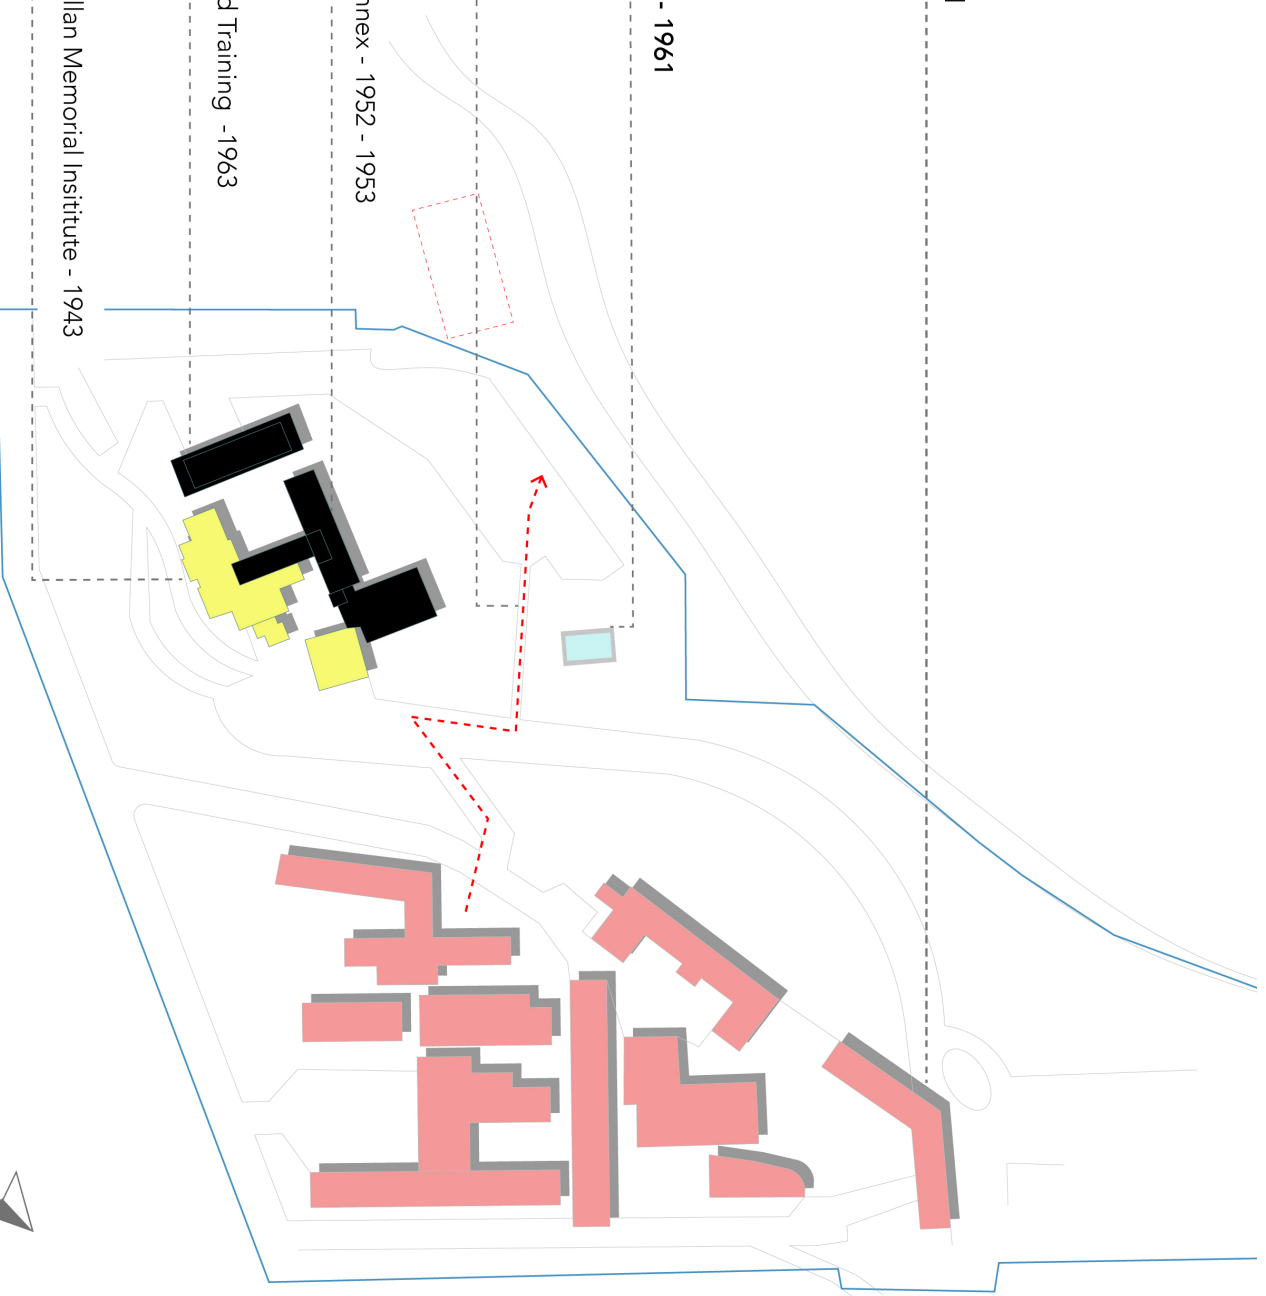 - 1961
nnex - 1952 - 1953
d Training -1963
llan Memorial Insititute - 1943